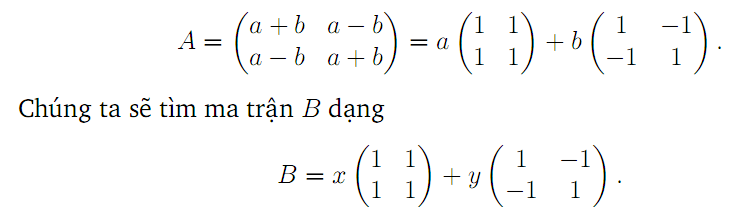 A = \begin{pmatrix} a+b & a-b \\ a-b & a+b \end{pmatrix} = a \begin{pmatrix} 1 & 1 \\ 1 & 1 \end{pmatrix} + b \begin{pmatrix} 1 & -1 \\ -1 & 1 \end{pmatrix}.
Chúng ta sẽ tìm ma trận B dạng
B = x \begin{pmatrix} 1 & 1 \\ 1 & 1 \end{pmatrix} + y \begin{pmatrix} 1 & -1 \\ -1 & 1 \end{pmatrix}.